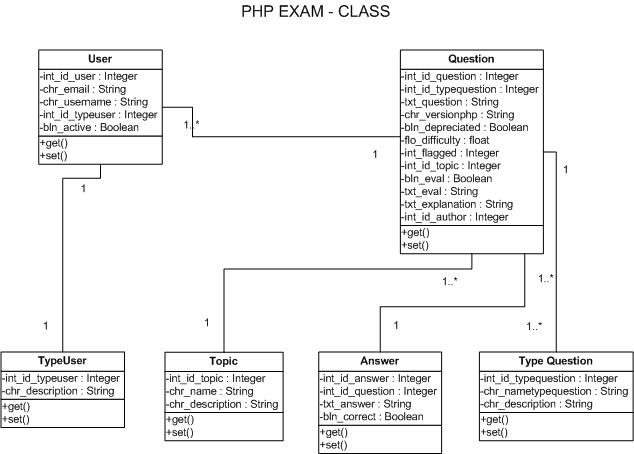 PHP EXAM - CLASS
User
-int_id_user : Integer
-chr_email : String
-chr_username : String
-int_id_typeuser : Integer
-bln_active : Boolean
+get()
+set()
Question
-int_id_question : Integer
-int_id_typequestion : Integer
-txt_question : String
-chr_versionphp : String
-bln_depreciated : Boolean
-flo_difficulty : float
-int_flagged : Integer
-int_id_topic : Integer
-bln_eval : Boolean
-txt_eval : String
-txt_explanation : String
-int_id_author : Integer
+get()
+set()
1..*
1
1
1
1..*
1..*
1
1
1
1..*
TypeUser
-int_id_typeuser : Integer
-chr_description : String
+get()
+set()
Topic
-int_id_topic : Integer
-chr_name : String
-chr_description : String
+get()
+set()
Answer
-int_id_answer : Integer
-int_id_question : Integer
-txt_answer : String
-bln_correct : Boolean
+get()
+set()
Type Question
-int_id_typequestion : Integer
-chr_nametypequestion : String
-chr_description : String
+get()
+set()